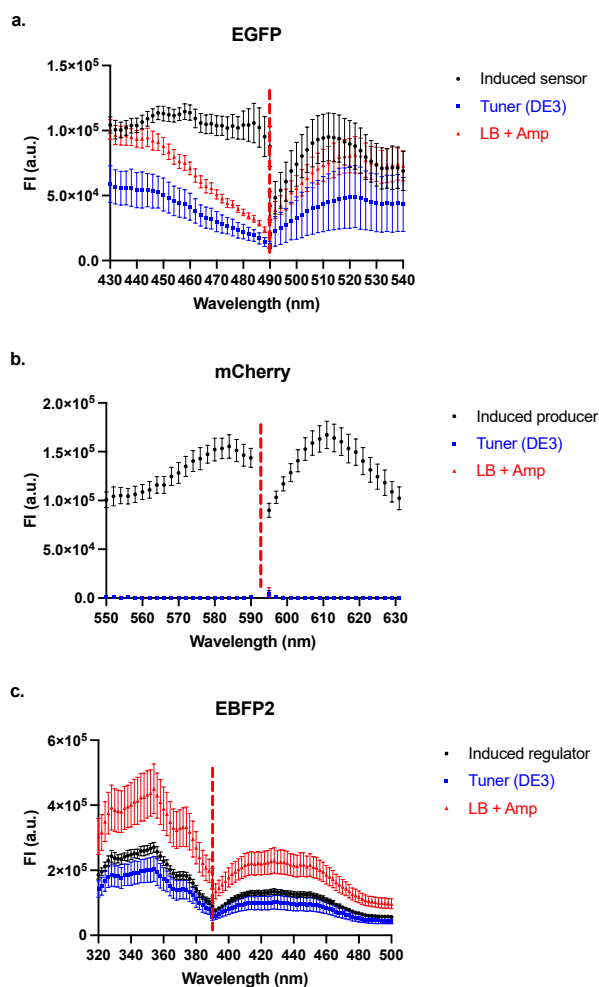 a.
EGFP
1.5×10⁵
1.0×10⁵
5.0×10⁴
0.0
FI (a.u.)
430 440 450 460 470 480 490 500 510 520 530 540
Wavelength (nm)
Induced sensor
Tuner (DE3)
LB + Amp
b.
mCherry
2.0×10⁵
1.5×10⁵
1.0×10⁵
5.0×10⁴
0.0
FI (a.u.)
550 560 570 580 590 600 610 620 630
Wavelength (nm)
Induced producer
Tuner (DE3)
LB + Amp
c.
EBFP2
6×10⁵
4×10⁵
2×10⁵
0
FI (a.u.)
320 340 360 380 400 420 440 460 480 500
Wavelength (nm)
Induced regulator
Tuner (DE3)
LB + Amp